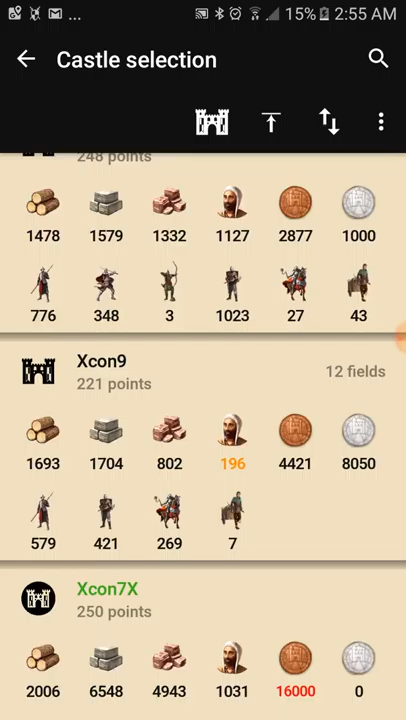 ... 15% 2:55 AM
Castle selection
248 points
1478 1579 1332 1127 2877 1000
776 348 3 1023 27 43
Xcon9
221 points
12 fields
1693 1704 802 196 4421 8050
579 421 269 7
Xcon7X
250 points
2006 6548 4943 1031 16000 0